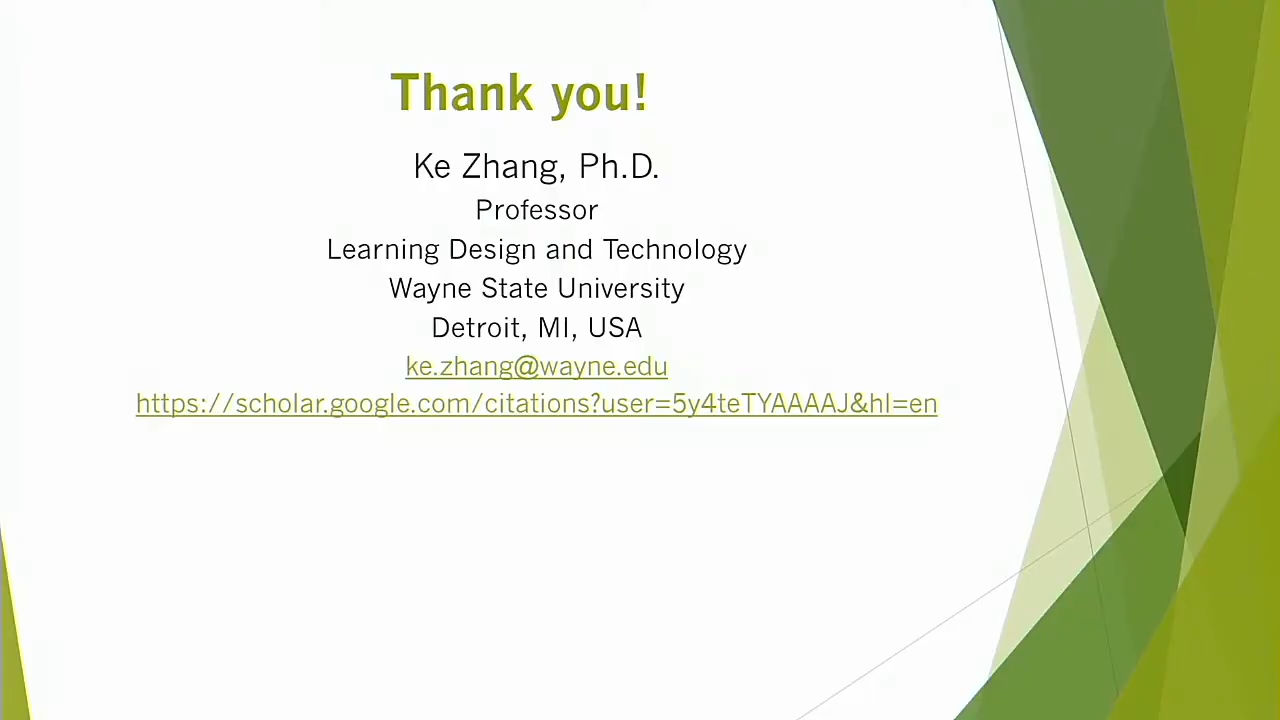 Thank you!
Ke Zhang, Ph.D.
Professor
Learning Design and Technology
Wayne State University
Detroit, MI, USA
ke.zhang@wayne.edu
https://scholar.google.com/citations?user=5y4teTYAAAAJ&hl=en